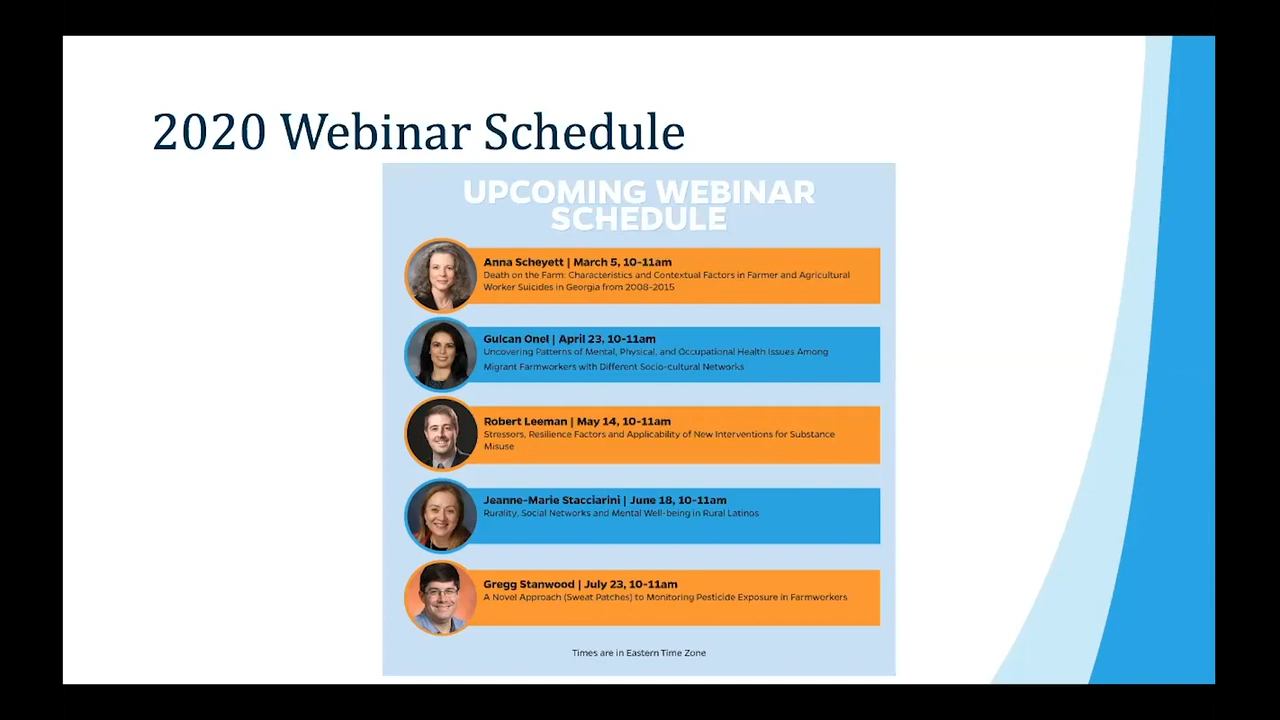 2020 Webinar Schedule
UPCOMING WEBINAR
SCHEDULE
Anna Scheyett | March 5, 10-11am
Death on the Farm: Characteristics and Contextual Factors in Farmer and Agricultural
Worker Suicides in Georgia from 2008-2015
Gulcan Onel | April 23, 10-11am
Uncovering Patterns of Mental, Physical, and Occupational Health Issues Among
Migrant Farmworkers with Different Socio-cultural Networks
Robert Leeman | May 14, 10-11am
Stressors, Resilience Factors and Applicability of New Interventions for Substance
Misuse
Jeanne-Marie Stacciarini | June 18, 10-11am
Rurality, Social Networks and Mental Well-being in Rural Latinos
Gregg Stanwood | July 23, 10-11am
A Novel Approach (Sweat Patches) to Monitoring Pesticide Exposure in Farmworkers
Times are in Eastern Time Zone